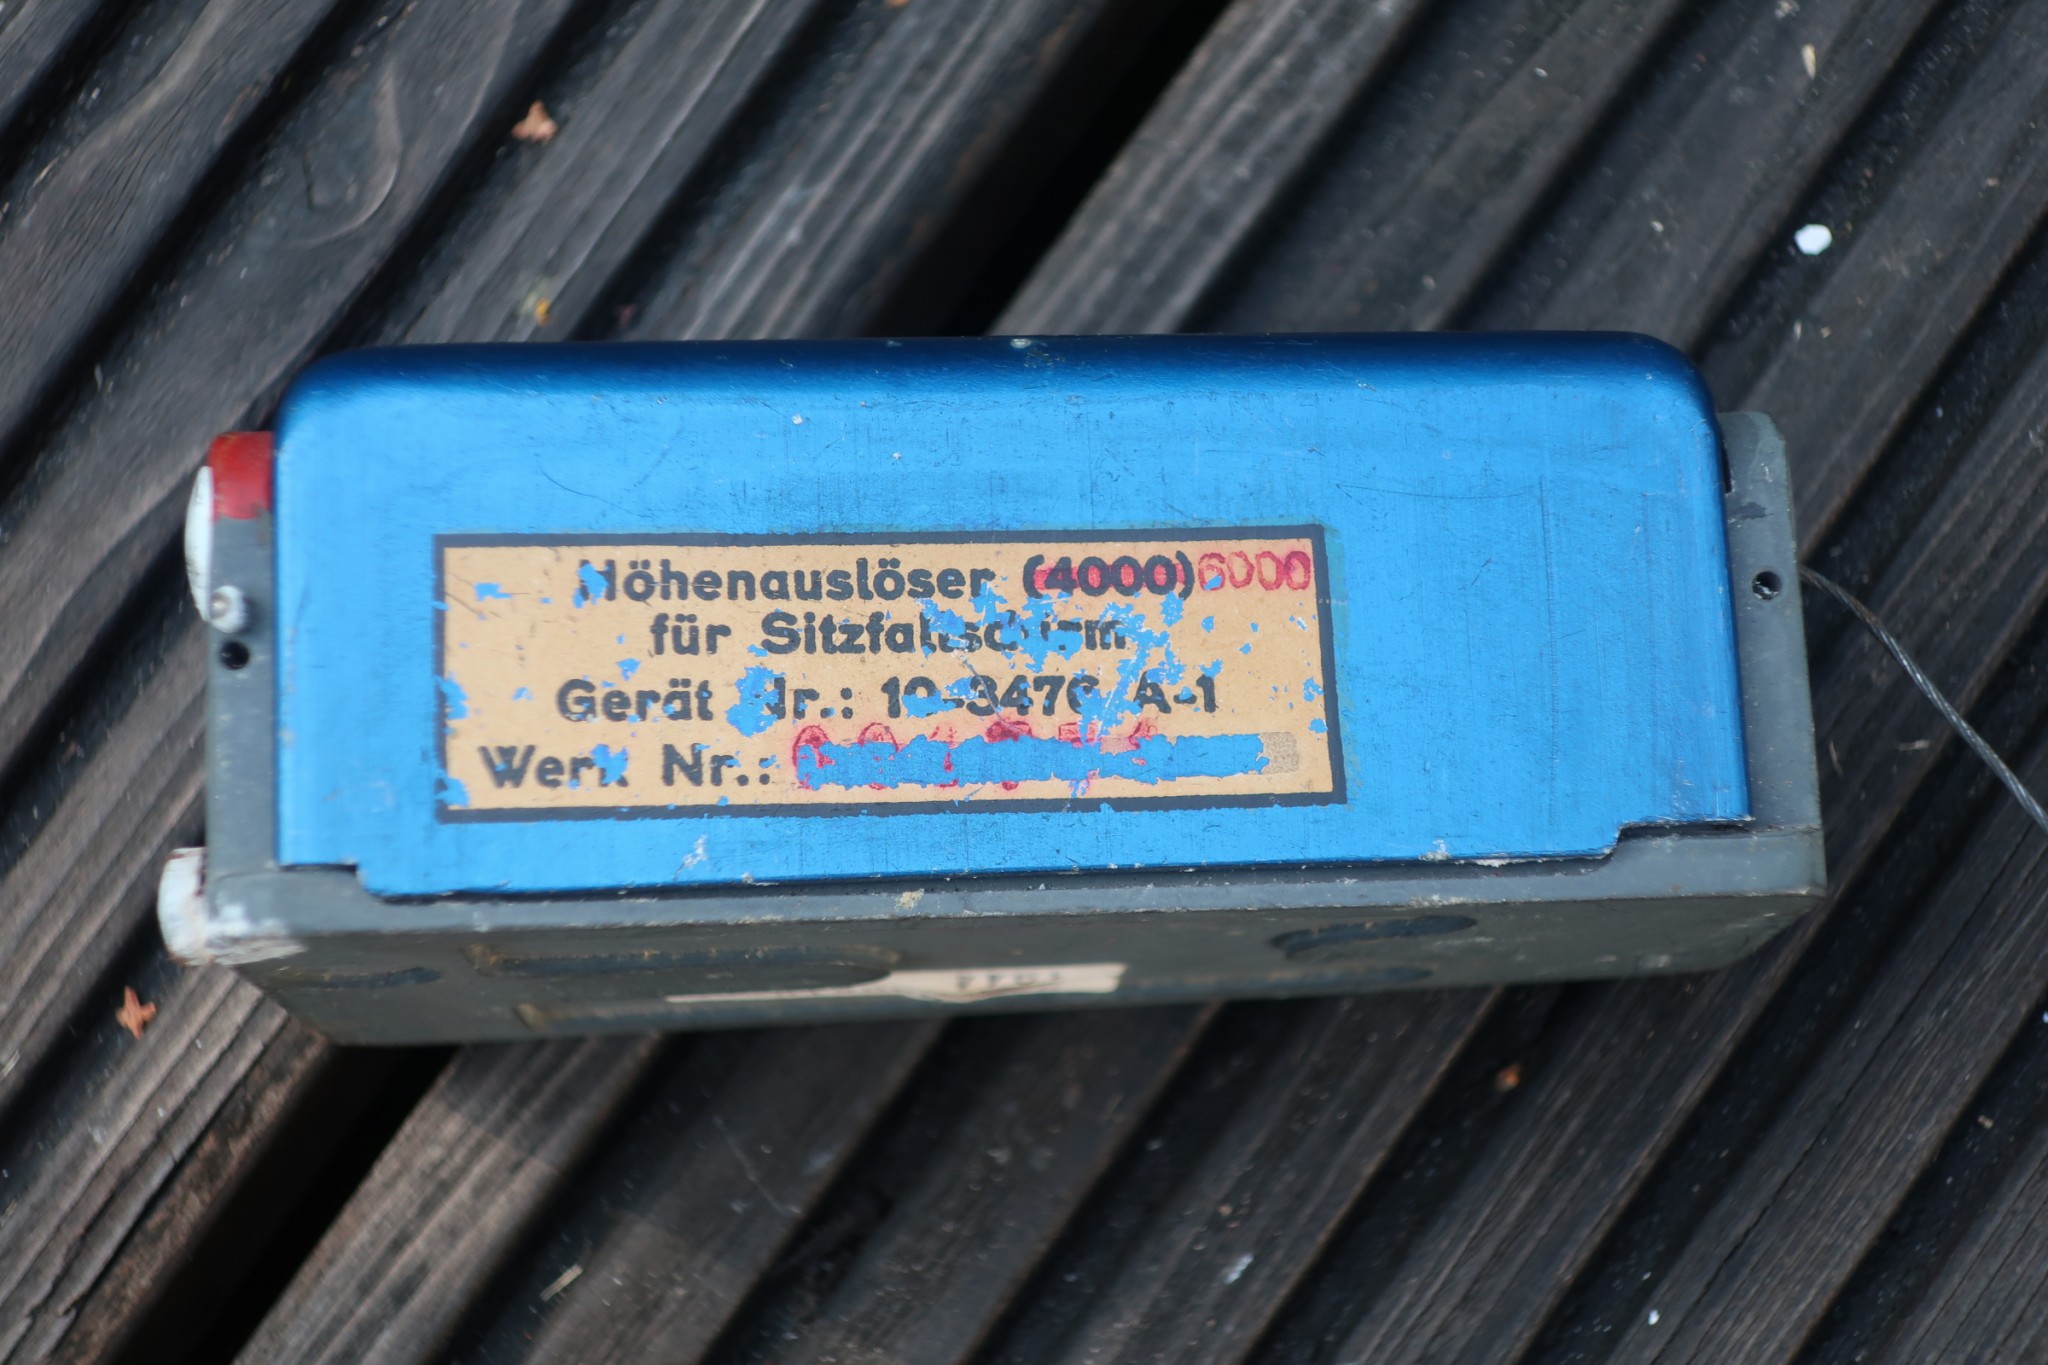 Höhenauslöser (4000) 6000
für Sitzfallschirm
Gerät Nr.: 10-3476 A-1
Werk Nr.: